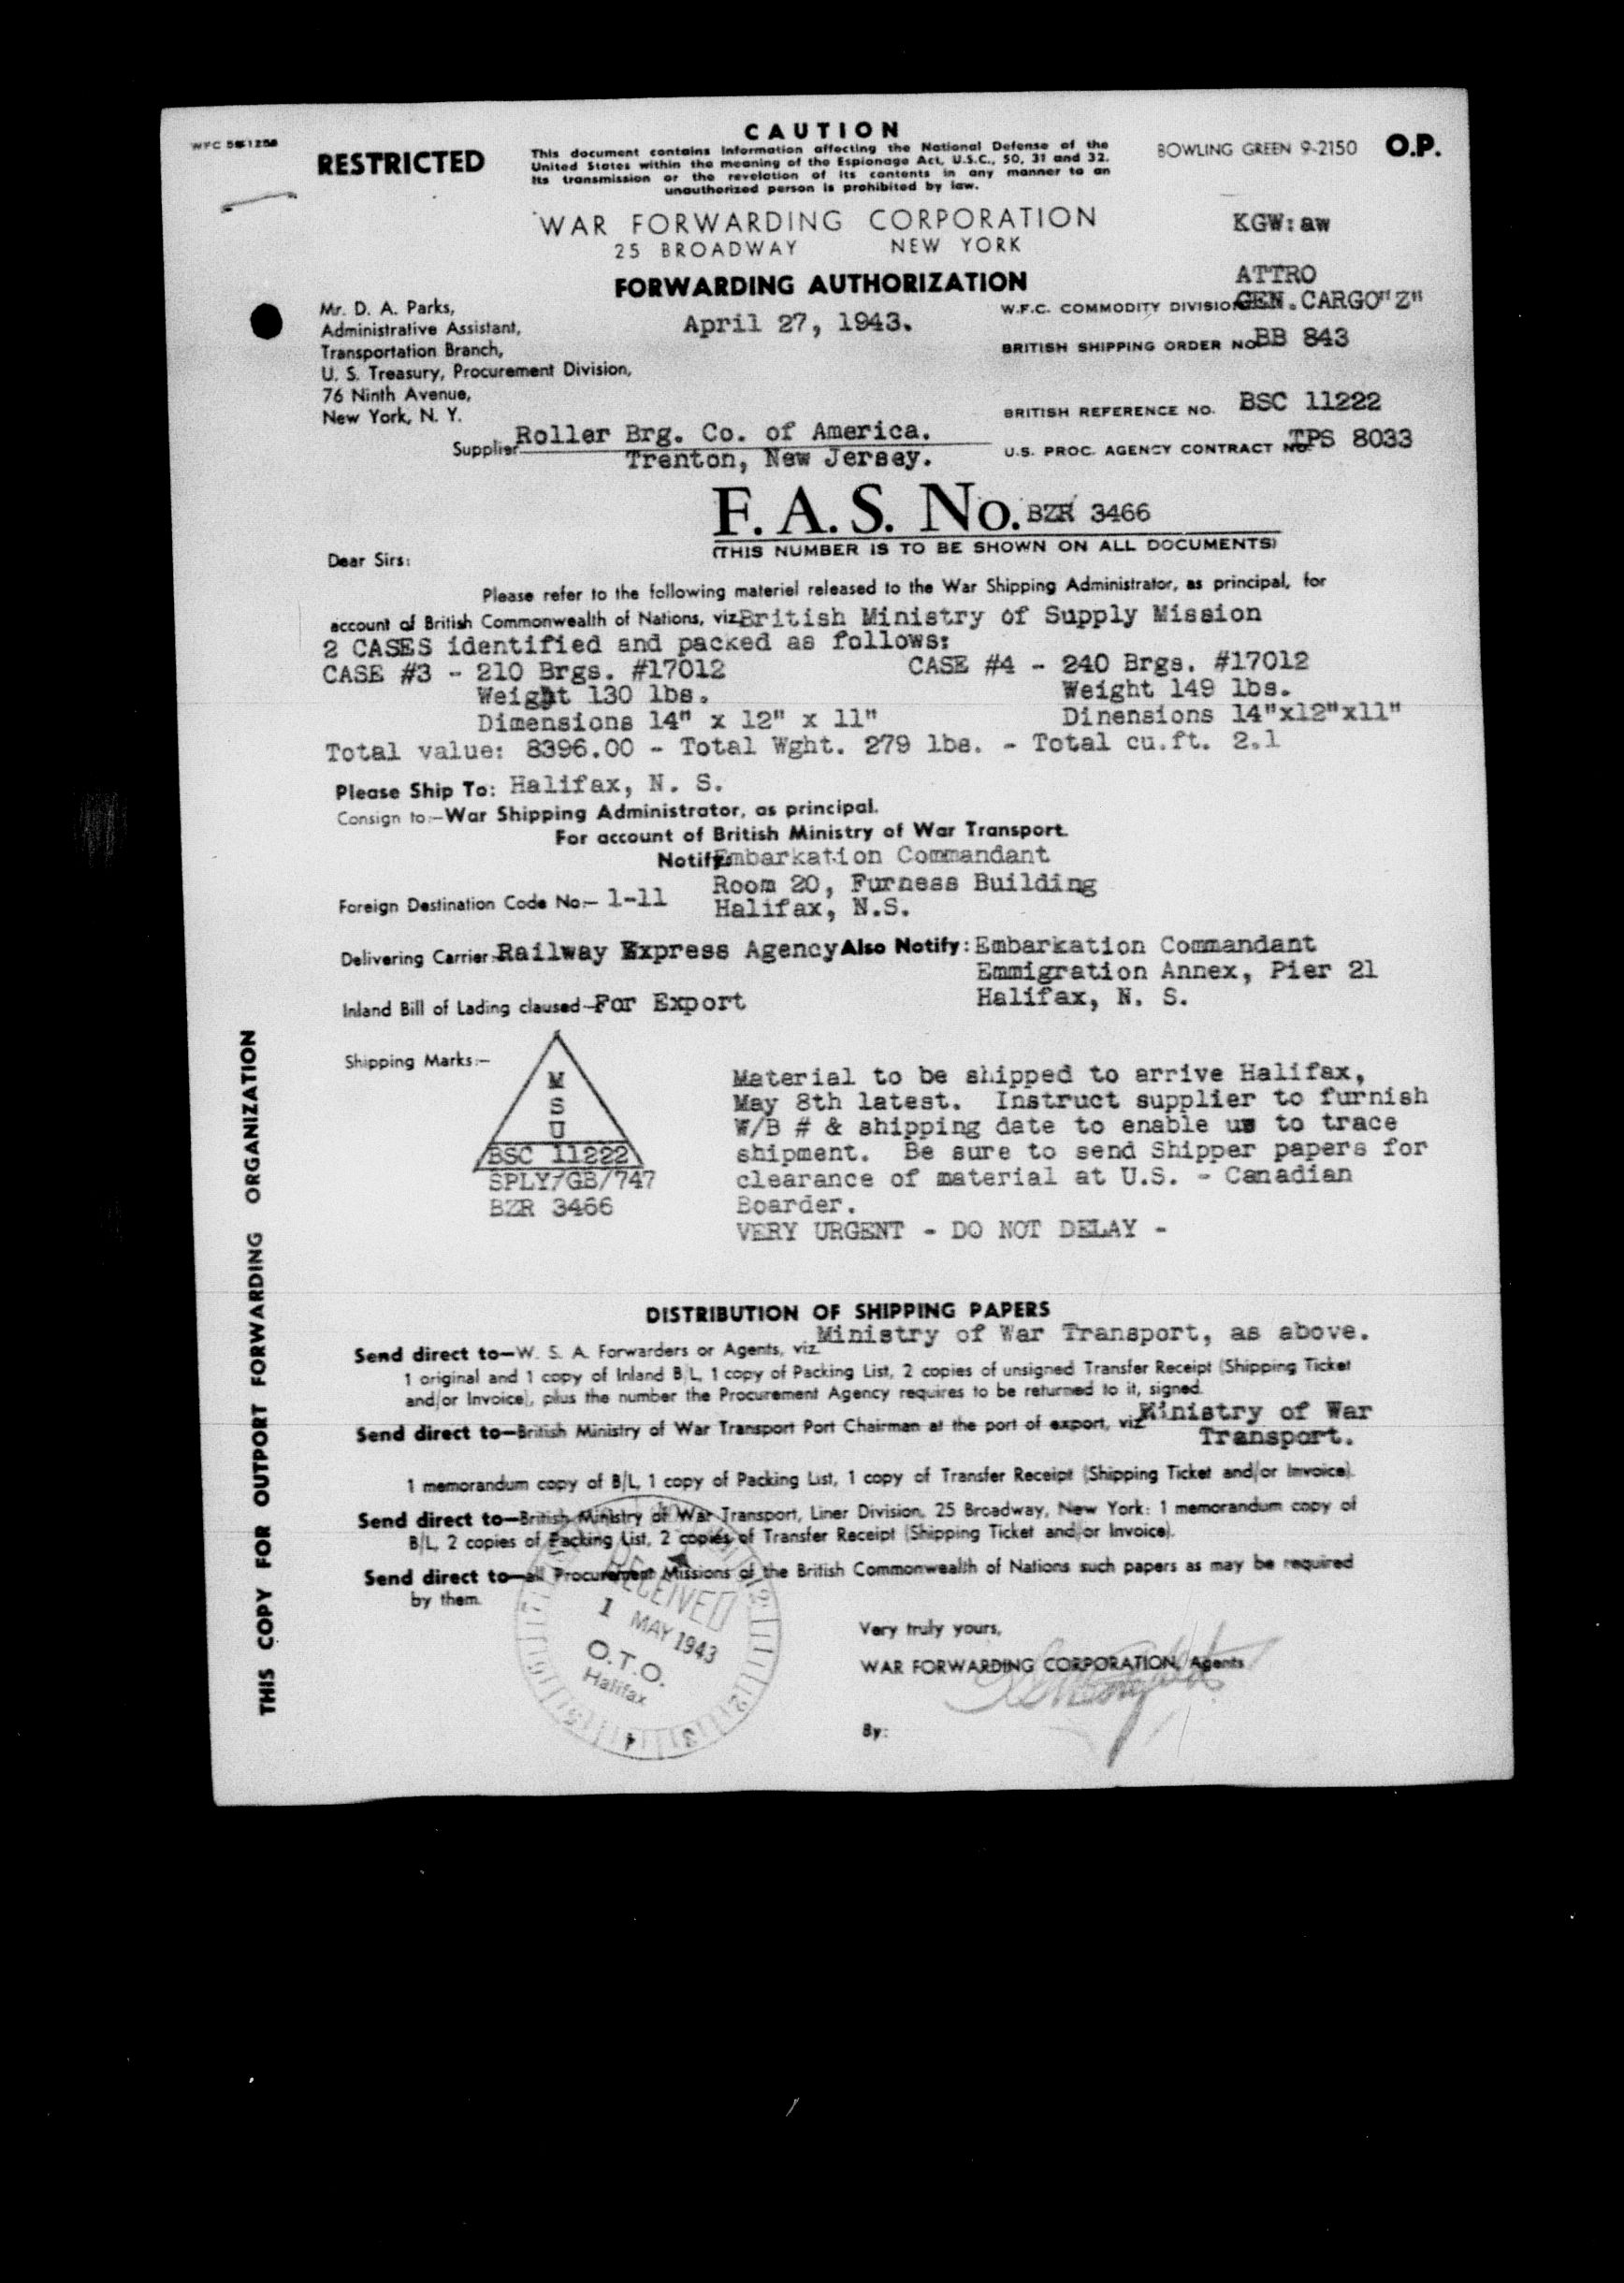 CAUTION
RESTRICTED
This document contains information affecting the National Defense of the
United States within the meaning of the Espionage Act, U.S.C., 50, 31 and 32.
Its transmission or the revelation of its contents in any manner to an
unauthorized person is prohibited by law.
BOWLING GREEN 9-2150 O.P.
WAR FORWARDING CORPORATION
25 BROADWAY NEW YORK
KGW:aw
FORWARDING AUTHORIZATION
April 27, 1943.
Mr. D. A. Parks,
Administrative Assistant,
Transportation Branch,
U. S. Treasury, Procurement Division,
76 Ninth Avenue,
New York, N. Y.
ATTRO
W.F.C. COMMODITY DIVISION GEN. CARGO"Z"
BRITISH SHIPPING ORDER NO. BB 843
BRITISH REFERENCE NO. BSC 11222
U.S. PROC. AGENCY CONTRACT NO. TPS 8033
Supplier Roller Brg. Co. of America.
Trenton, New Jersey.
F. A. S. No. BZR 3466
(THIS NUMBER IS TO BE SHOWN ON ALL DOCUMENTS)
Dear Sirs:
Please refer to the following materiel released to the War Shipping Administrator, as principal, for
account of British Commonwealth of Nations, viz. British Ministry of Supply Mission
2 CASES identified and packed as follows:
CASE #3 - 210 Brgs. #17012 CASE #4 - 240 Brgs. #17012
Weight 130 lbs. Weight 149 lbs.
Dimensions 14" x 12" x 11" Dinensions 14"x12"x11"
Total value: 8396.00 - Total Wght. 279 lbs. - Total cu.ft. 2.1
Please Ship To: Halifax, N. S.
Consign to:—War Shipping Administrator, as principal.
For account of British Ministry of War Transport.
Notify: Embarkation Commandant
Room 20, Furness Building
Halifax, N.S.
Foreign Destination Code No.— 1-11
Delivering Carrier:— Railway Express Agency Also Notify: Embarkation Commandant
Emmigration Annex, Pier 21
Halifax, N. S.
Inland Bill of Lading claused—For Export
Shipping Marks:—
M
S
U
BSC 11222
SPLY/GB/747
BZR 3466
Material to be shipped to arrive Halifax,
May 8th latest. Instruct supplier to furnish
W/B # & shipping date to enable us to trace
shipment. Be sure to send Shipper papers for
clearance of material at U.S. - Canadian
Boarder.
VERY URGENT - DO NOT DELAY -
DISTRIBUTION OF SHIPPING PAPERS
Send direct to—W. S. A. Forwarders or Agents, viz. Ministry of War Transport, as above.
1 original and 1 copy of Inland B/L, 1 copy of Packing List, 2 copies of unsigned Transfer Receipt (Shipping Ticket
and/or Invoice), plus the number the Procurement Agency requires to be returned to it, signed.
Send direct to—British Ministry of War Transport Port Chairman at the port of export, viz. Ministry of War
Transport.
1 memorandum copy of B/L, 1 copy of Packing List, 1 copy of Transfer Receipt (Shipping Ticket and/or Invoice).
Send direct to—British Ministry of War Transport, Liner Division, 25 Broadway, New York: 1 memorandum copy of
B/L, 2 copies of Packing List, 2 copies of Transfer Receipt (Shipping Ticket and/or Invoice).
Send direct to—all Procurement Missions of the British Commonwealth of Nations such papers as may be required
by them.
RECEIVED
1 MAY 1943
O.T.O.
Halifax
Very truly yours,
WAR FORWARDING CORPORATION, Agents
By:
THIS COPY FOR OUTPORT FORWARDING ORGANIZATION